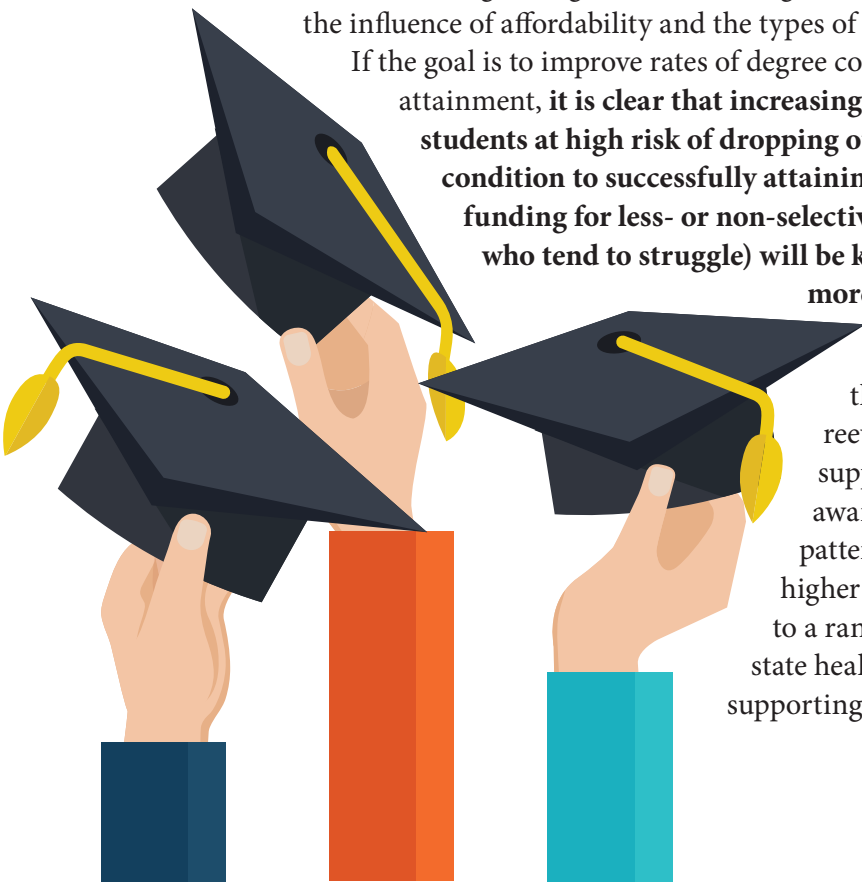 the influence of affordability and the types of
If the goal is to improve rates of degree co
attainment, it is clear that increasing
students at high risk of dropping o
condition to successfully attainin
funding for less- or non-selectiv
who tend to struggle) will be k
more
th
reev
supp
awar
patter
higher
to a ran
state heal
supporting